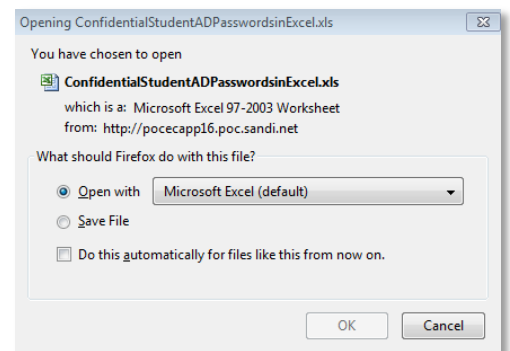 Opening ConfidentialStudentADPasswordsinExcel.xls
You have chosen to open
ConfidentialStudentADPasswordsinExcel.xls
which is a: Microsoft Excel 97-2003 Worksheet
from: http://pocecapp16.poc.sandi.net
What should Firefox do with this file?
Open with Microsoft Excel (default)
Save File
Do this automatically for files like this from now on.
OK Cancel